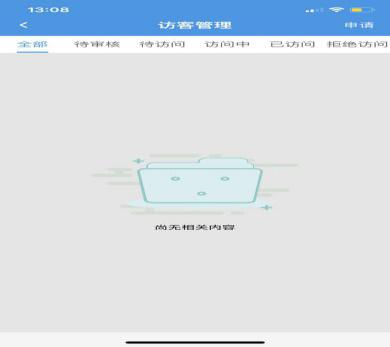 13:08
< 访客管理 申请
全部 待审核 待访问 访问中 已访问 拒绝访问
尚无相关内容